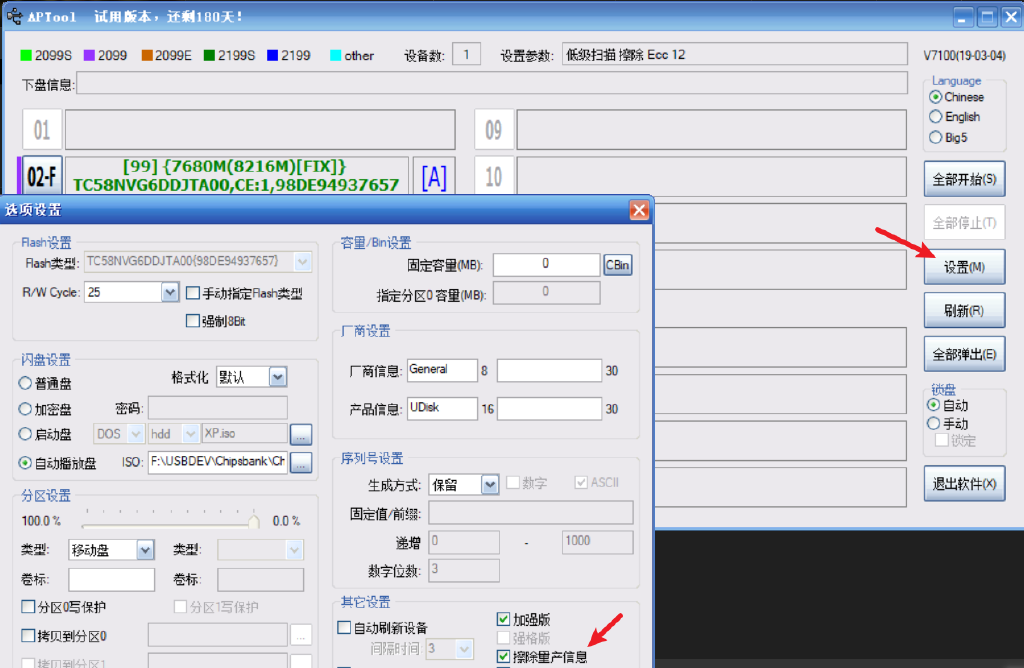 APTool 试用版本，还剩180天！
2099S 2099 2099E 2199S 2199 other 设备数: 1 设置参数: 低级扫描 擦除 Ecc 12 V7100(19-03-04)
下盘信息:
Language
Chinese
English
Big5
01 09
02-F [99] {7680M(8216M)[FIX]} [A] 10
TC58NVG6DDJTA00,CE:1,98DE94937657
全部开始(S)
全部停止(T)
设置(M)
刷新(R)
全部弹出(E)
锁盘
自动
手动
锁定
退出软件(X)
选项设置
Flash设置
Flash类型: TC58NVG6DDJTA00{98DE94937657}
R/W Cycle: 25 手动指定Flash类型
强制8Bit
闪盘设置
普通盘 格式化 默认
加密盘 密码:
启动盘 DOS hdd XP.iso ...
自动播放盘 ISO: F:\USBDEV\Chipsbank\Ch ...
分区设置
100.0 % 0.0 %
类型: 移动盘 类型:
卷标: 卷标:
分区0写保护 分区1写保护
拷贝到分区0 ...
拷贝到分区1
容量/Bin设置
固定容量(MB): 0 CBin
指定分区0 容量(MB): 0
厂商设置
厂商信息: General 8 30
产品信息: UDisk 16 30
序列号设置
生成方式: 保留 数字 ASCII
固定值/前缀:
递增 0 - 1000
数字位数: 3
其它设置
自动刷新设备 加强版
间隔时间: 3 强格版
擦除量产信息